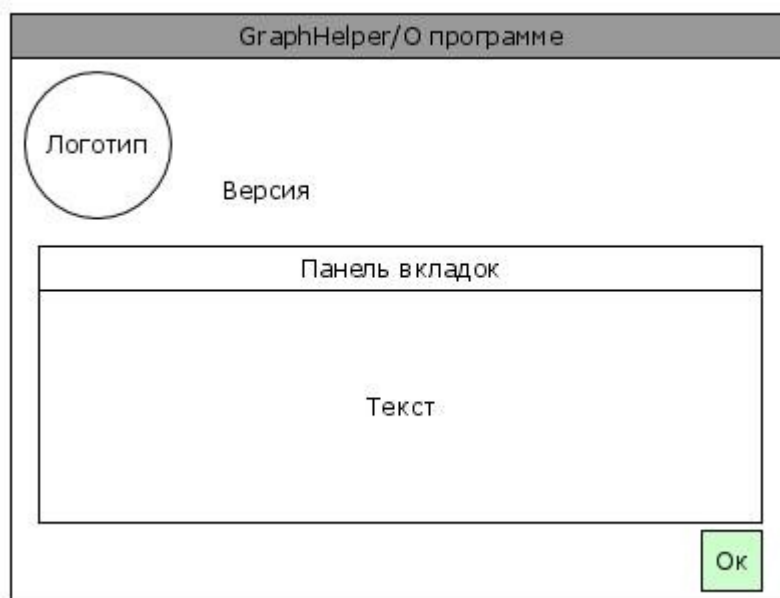 GraphHelper/О программе
Логотип
Версия
Панель вкладок
Текст
Ок